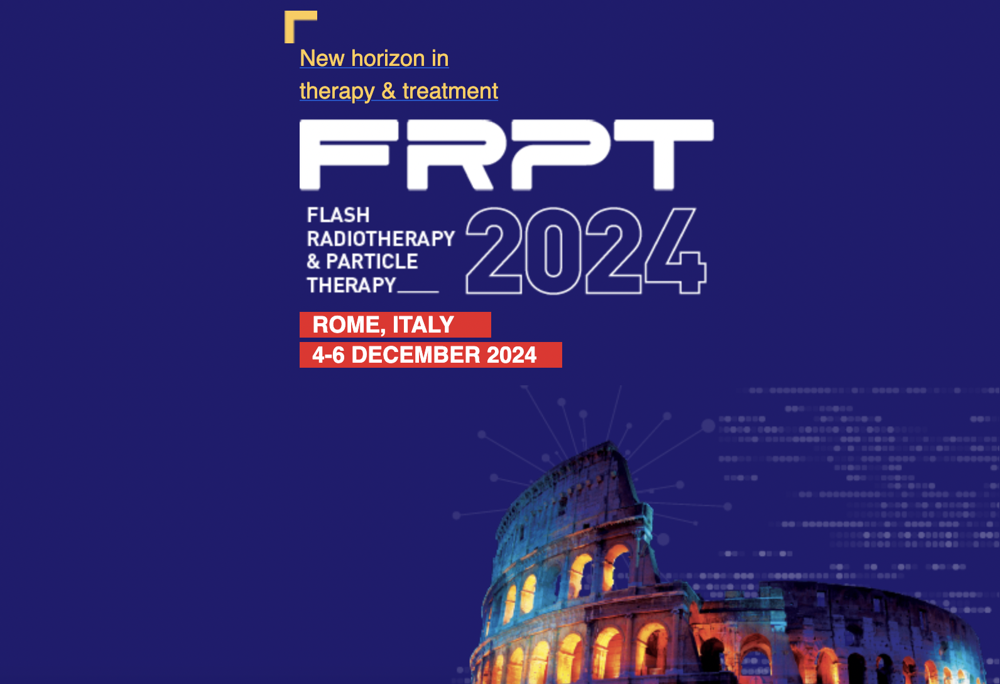 New horizon in
therapy & treatment
FRPT
FLASH
RADIOTHERAPY
& PARTICLE
THERAPY
2024
ROME, ITALY
4-6 DECEMBER 2024